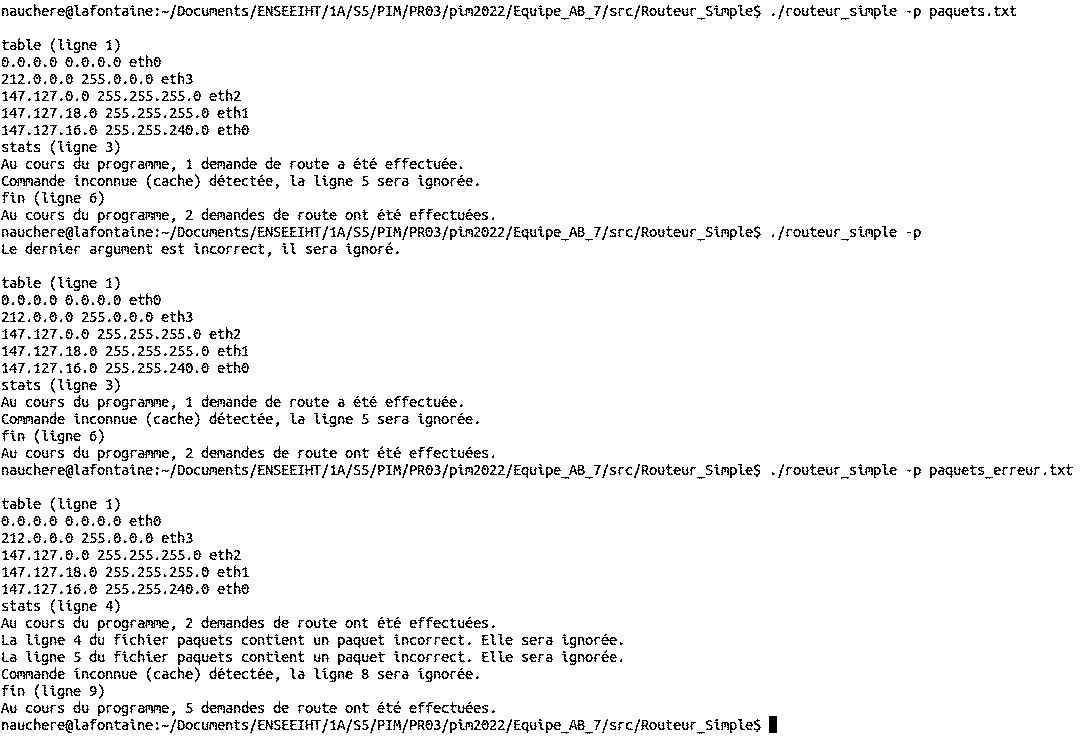 nauchere@lafontaine:~/Documents/ENSEEIHT/1A/S5/PIM/PR03/pim2022/Equipe_AB_7/src/Routeur_Simple$ ./routeur_simple -p paquets.txt
table (ligne 1)
0.0.0.0 0.0.0.0 eth0
212.0.0.0 255.0.0.0 eth3
147.127.0.0 255.255.255.0 eth2
147.127.18.0 255.255.255.0 eth1
147.127.16.0 255.255.240.0 eth0
stats (ligne 3)
Au cours du programme, 1 demande de route a été effectuée.
Commande inconnue (cache) détectée, la ligne 5 sera ignorée.
fin (ligne 6)
Au cours du programme, 2 demandes de route ont été effectuées.
nauchere@lafontaine:~/Documents/ENSEEIHT/1A/S5/PIM/PR03/pim2022/Equipe_AB_7/src/Routeur_Simple$ ./routeur_simple -p
Le dernier argument est incorrect, il sera ignoré.
table (ligne 1)
0.0.0.0 0.0.0.0 eth0
212.0.0.0 255.0.0.0 eth3
147.127.0.0 255.255.255.0 eth2
147.127.18.0 255.255.255.0 eth1
147.127.16.0 255.255.240.0 eth0
stats (ligne 3)
Au cours du programme, 1 demande de route a été effectuée.
Commande inconnue (cache) détectée, la ligne 5 sera ignorée.
fin (ligne 6)
Au cours du programme, 2 demandes de route ont été effectuées.
nauchere@lafontaine:~/Documents/ENSEEIHT/1A/S5/PIM/PR03/pim2022/Equipe_AB_7/src/Routeur_Simple$ ./routeur_simple -p paquets_erreur.txt
table (ligne 1)
0.0.0.0 0.0.0.0 eth0
212.0.0.0 255.0.0.0 eth3
147.127.0.0 255.255.255.0 eth2
147.127.18.0 255.255.255.0 eth1
147.127.16.0 255.255.240.0 eth0
stats (ligne 4)
Au cours du programme, 2 demandes de route ont été effectuées.
La ligne 4 du fichier paquets contient un paquet incorrect. Elle sera ignorée.
La ligne 5 du fichier paquets contient un paquet incorrect. Elle sera ignorée.
Commande inconnue (cache) détectée, la ligne 8 sera ignorée.
fin (ligne 9)
Au cours du programme, 5 demandes de route ont été effectuées.
nauchere@lafontaine:~/Documents/ENSEEIHT/1A/S5/PIM/PR03/pim2022/Equipe_AB_7/src/Routeur_Simple$